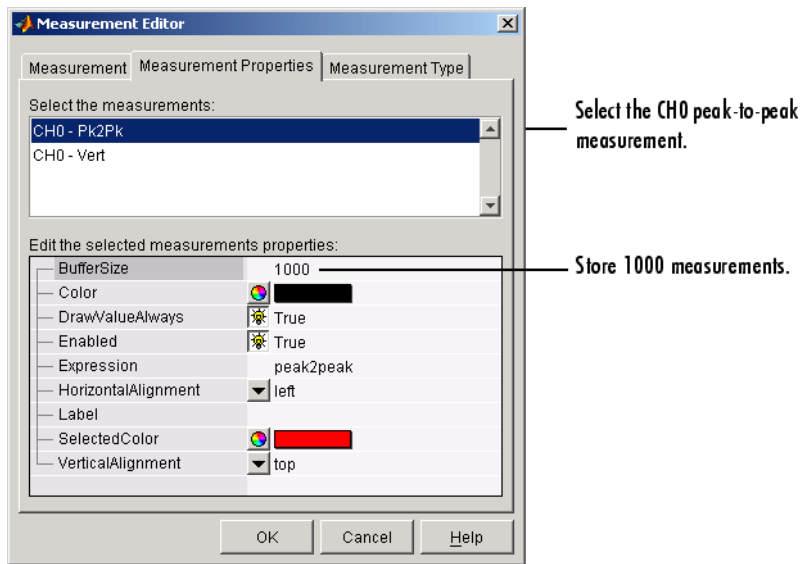 Measurement Editor
Measurement
Measurement Properties
Measurement Type
Select the measurements:
CH0 - Pk2Pk
CH0 - Vert
Select the CH0 peak-to-peak
measurement.
Edit the selected measurements properties:
BufferSize 1000
Store 1000 measurements.
Color
DrawValueAlways True
Enabled True
Expression peak2peak
HorizontalAlignment left
Label
SelectedColor
VerticalAlignment top
OK
Cancel
Help